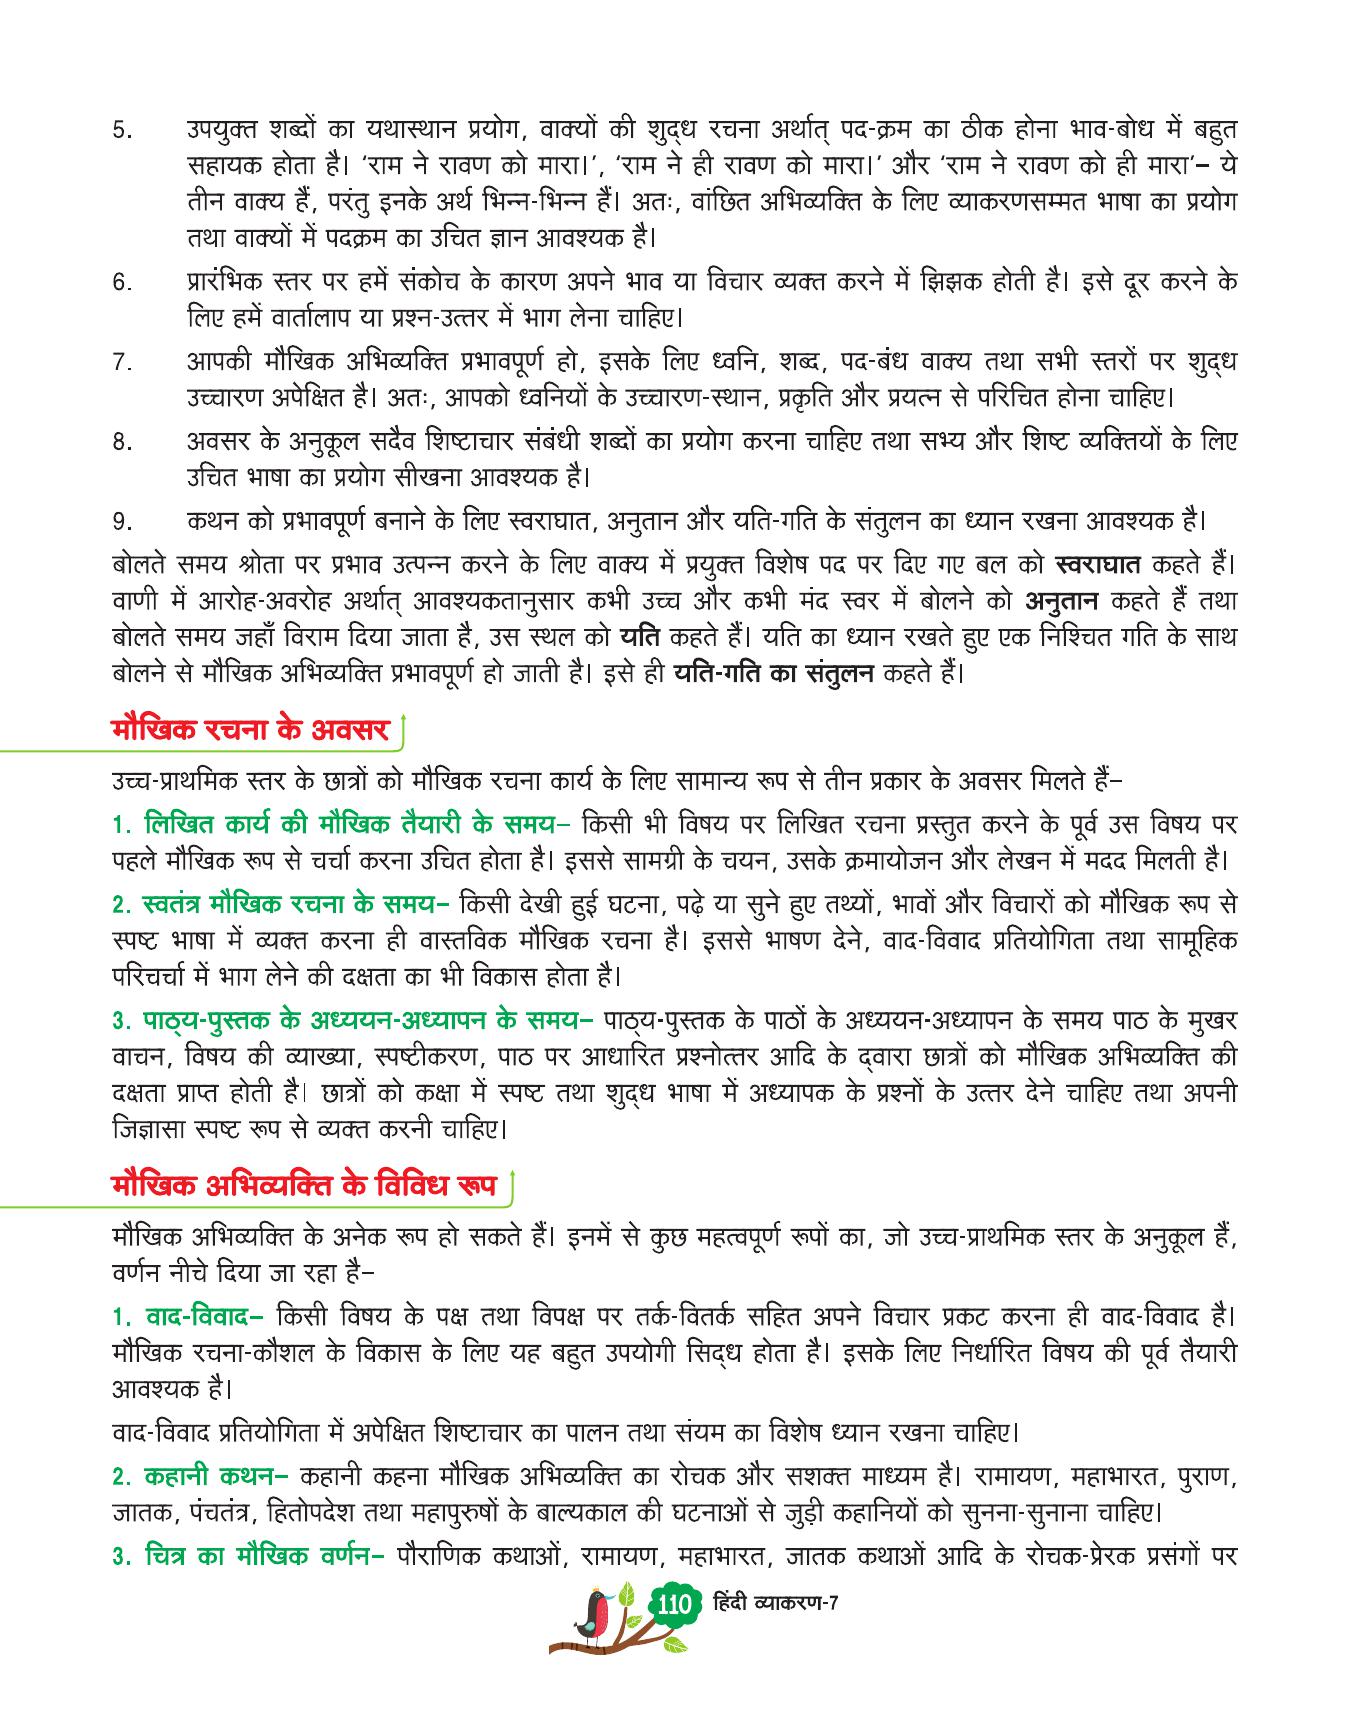 5. उपयुक्त शब्दों का यथास्थान प्रयोग, वाक्यों की शुद्ध रचना अर्थात् पद-क्रम का ठीक होना भाव-बोध में बहुत
सहायक होता है। ‘राम ने रावण को मारा।’, ‘राम ने ही रावण को मारा।’ और ‘राम ने रावण को ही मारा’– ये
तीन वाक्य हैं, परंतु इनके अर्थ भिन्न-भिन्न हैं। अतः, वांछित अभिव्यक्ति के लिए व्याकरणसम्मत भाषा का प्रयोग
तथा वाक्यों में पदक्रम का उचित ज्ञान आवश्यक है।
6. प्रारंभिक स्तर पर हमें संकोच के कारण अपने भाव या विचार व्यक्त करने में झिझक होती है। इसे दूर करने के
लिए हमें वार्तालाप या प्रश्न-उत्तर में भाग लेना चाहिए।
7. आपकी मौखिक अभिव्यक्ति प्रभावपूर्ण हो, इसके लिए ध्वनि, शब्द, पद-बंध वाक्य तथा सभी स्तरों पर शुद्ध
उच्चारण अपेक्षित है। अतः, आपको ध्वनियों के उच्चारण-स्थान, प्रकृति और प्रयत्न से परिचित होना चाहिए।
8. अवसर के अनुकूल सदैव शिष्टाचार संबंधी शब्दों का प्रयोग करना चाहिए तथा सभ्य और शिष्ट व्यक्तियों के लिए
उचित भाषा का प्रयोग सीखना आवश्यक है।
9. कथन को प्रभावपूर्ण बनाने के लिए स्वराघात, अनुतान और यति-गति के संतुलन का ध्यान रखना आवश्यक है।
बोलते समय श्रोता पर प्रभाव उत्पन्न करने के लिए वाक्य में प्रयुक्त विशेष पद पर दिए गए बल को स्वराघात कहते हैं।
वाणी में आरोह-अवरोह अर्थात् आवश्यकतानुसार कभी उच्च और कभी मंद स्वर में बोलने को अनुतान कहते हैं तथा
बोलते समय जहाँ विराम दिया जाता है, उस स्थल को यति कहते हैं। यति का ध्यान रखते हुए एक निश्चित गति के साथ
बोलने से मौखिक अभिव्यक्ति प्रभावपूर्ण हो जाती है। इसे ही यति-गति का संतुलन कहते हैं।
मौखिक रचना के अवसर
उच्च-प्राथमिक स्तर के छात्रों को मौखिक रचना कार्य के लिए सामान्य रूप से तीन प्रकार के अवसर मिलते हैं–
1. लिखित कार्य की मौखिक तैयारी के समय– किसी भी विषय पर लिखित रचना प्रस्तुत करने के पूर्व उस विषय पर
पहले मौखिक रूप से चर्चा करना उचित होता है। इससे सामग्री के चयन, उसके क्रमायोजन और लेखन में मदद मिलती है।
2. स्वतंत्र मौखिक रचना के समय– किसी देखी हुई घटना, पढ़े या सुने हुए तथ्यों, भावों और विचारों को मौखिक रूप से
स्पष्ट भाषा में व्यक्त करना ही वास्तविक मौखिक रचना है। इससे भाषण देने, वाद-विवाद प्रतियोगिता तथा सामूहिक
परिचर्चा में भाग लेने की दक्षता का भी विकास होता है।
3. पाठ्य-पुस्तक के अध्ययन-अध्यापन के समय– पाठ्य-पुस्तक के पाठों के अध्ययन-अध्यापन के समय पाठ के मुखर
वाचन, विषय की व्याख्या, स्पष्टीकरण, पाठ पर आधारित प्रश्नोत्तर आदि के द्वारा छात्रों को मौखिक अभिव्यक्ति की
दक्षता प्राप्त होती है। छात्रों को कक्षा में स्पष्ट तथा शुद्ध भाषा में अध्यापक के प्रश्नों के उत्तर देने चाहिए तथा अपनी
जिज्ञासा स्पष्ट रूप से व्यक्त करनी चाहिए।
मौखिक अभिव्यक्ति के विविध रूप
मौखिक अभिव्यक्ति के अनेक रूप हो सकते हैं। इनमें से कुछ महत्वपूर्ण रूपों का, जो उच्च-प्राथमिक स्तर के अनुकूल हैं,
वर्णन नीचे दिया जा रहा है–
1. वाद-विवाद– किसी विषय के पक्ष तथा विपक्ष पर तर्क-वितर्क सहित अपने विचार प्रकट करना ही वाद-विवाद है।
मौखिक रचना-कौशल के विकास के लिए यह बहुत उपयोगी सिद्ध होता है। इसके लिए निर्धारित विषय की पूर्व तैयारी
आवश्यक है।
वाद-विवाद प्रतियोगिता में अपेक्षित शिष्टाचार का पालन तथा संयम का विशेष ध्यान रखना चाहिए।
2. कहानी कथन– कहानी कहना मौखिक अभिव्यक्ति का रोचक और सशक्त माध्यम है। रामायण, महाभारत, पुराण,
जातक, पंचतंत्र, हितोपदेश तथा महापुरुषों के बाल्यकाल की घटनाओं से जुड़ी कहानियों को सुनना-सुनाना चाहिए।
3. चित्र का मौखिक वर्णन– पौराणिक कथाओं, रामायण, महाभारत, जातक कथाओं आदि के रोचक-प्रेरक प्रसंगों पर
110 हिंदी व्याकरण-7